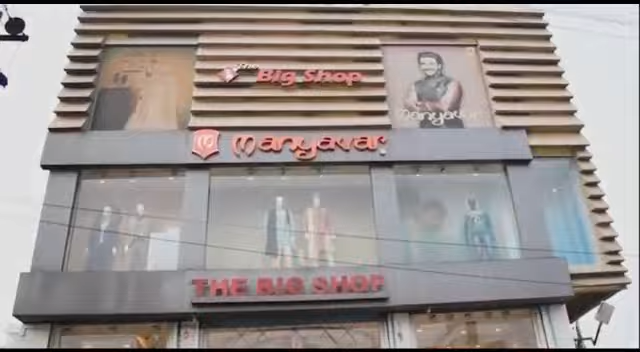 The
Big Shop
manyavar
Manyavar
THE BIG SHOP